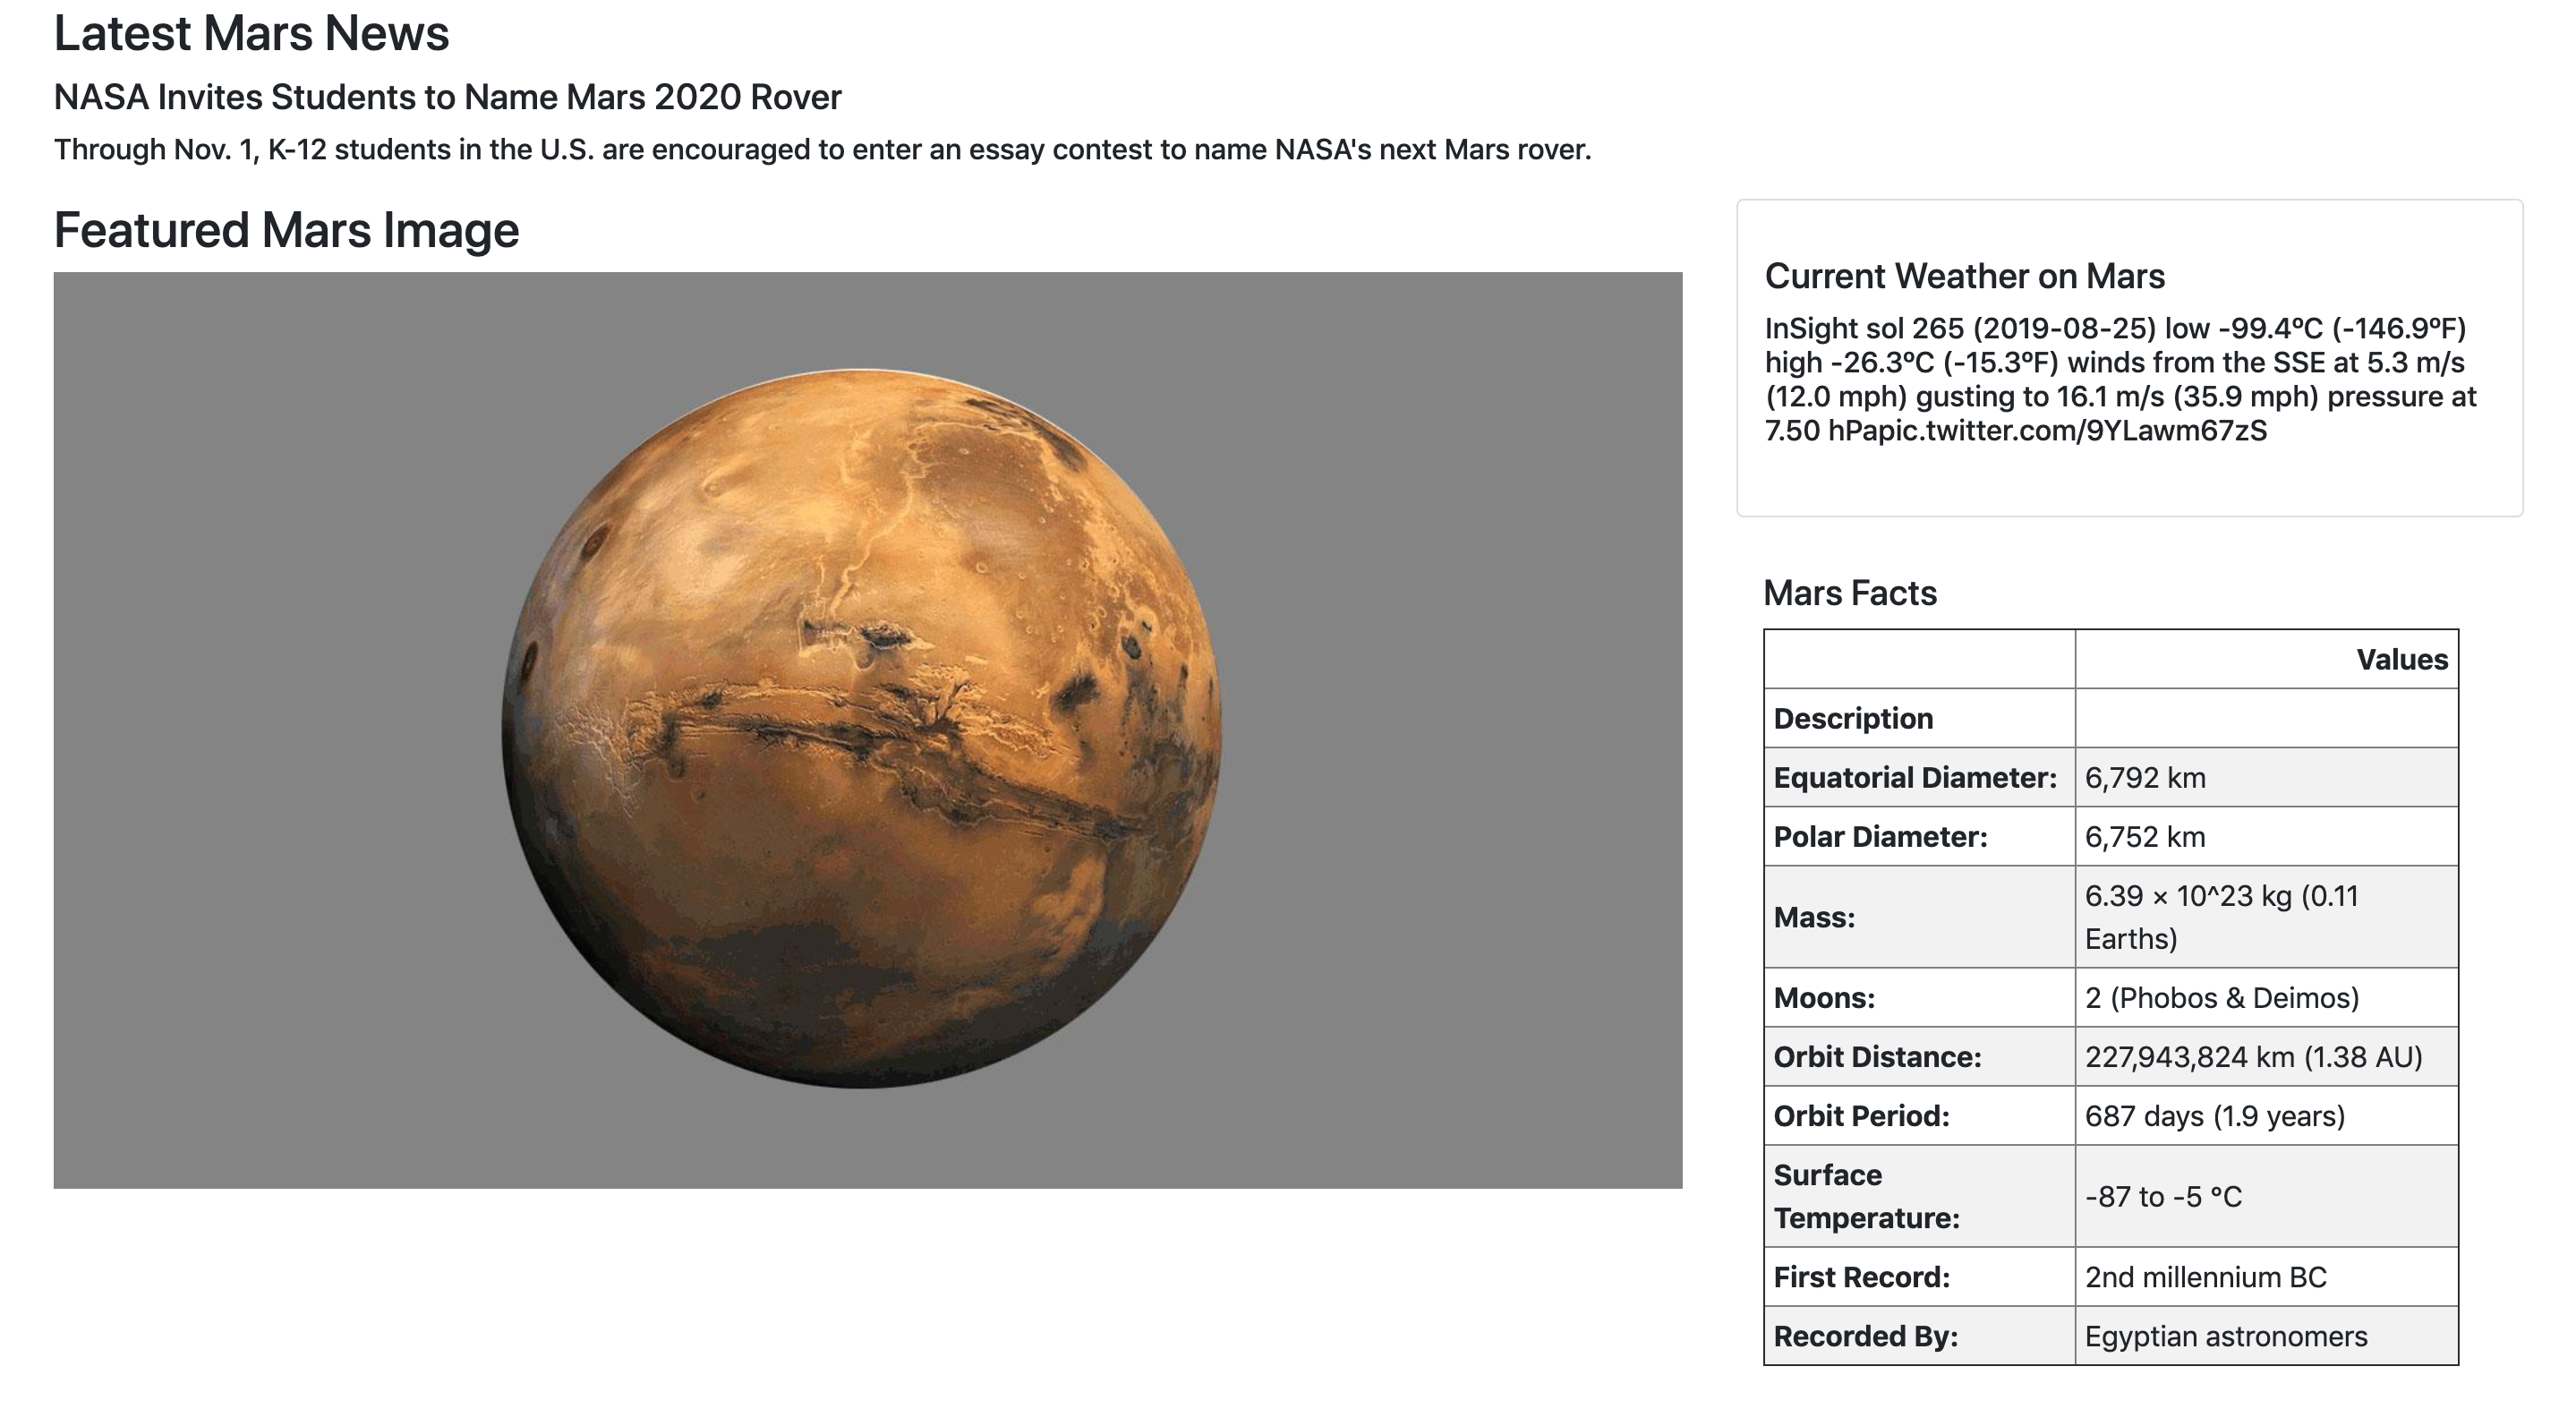 Latest Mars News
NASA Invites Students to Name Mars 2020 Rover
Through Nov. 1, K-12 students in the U.S. are encouraged to enter an essay contest to name NASA's next Mars rover.
Featured Mars Image
Current Weather on Mars
InSight sol 265 (2019-08-25) low -99.4ºC (-146.9ºF)
high -26.3ºC (-15.3ºF) winds from the SSE at 5.3 m/s
(12.0 mph) gusting to 16.1 m/s (35.9 mph) pressure at
7.50 hPapic.twitter.com/9YLawm67zS
Mars Facts
Values
Description
Equatorial Diameter: 6,792 km
Polar Diameter: 6,752 km
Mass: 6.39 × 10^23 kg (0.11
Earths)
Moons: 2 (Phobos & Deimos)
Orbit Distance: 227,943,824 km (1.38 AU)
Orbit Period: 687 days (1.9 years)
Surface
Temperature: -87 to -5 °C
First Record: 2nd millennium BC
Recorded By: Egyptian astronomers